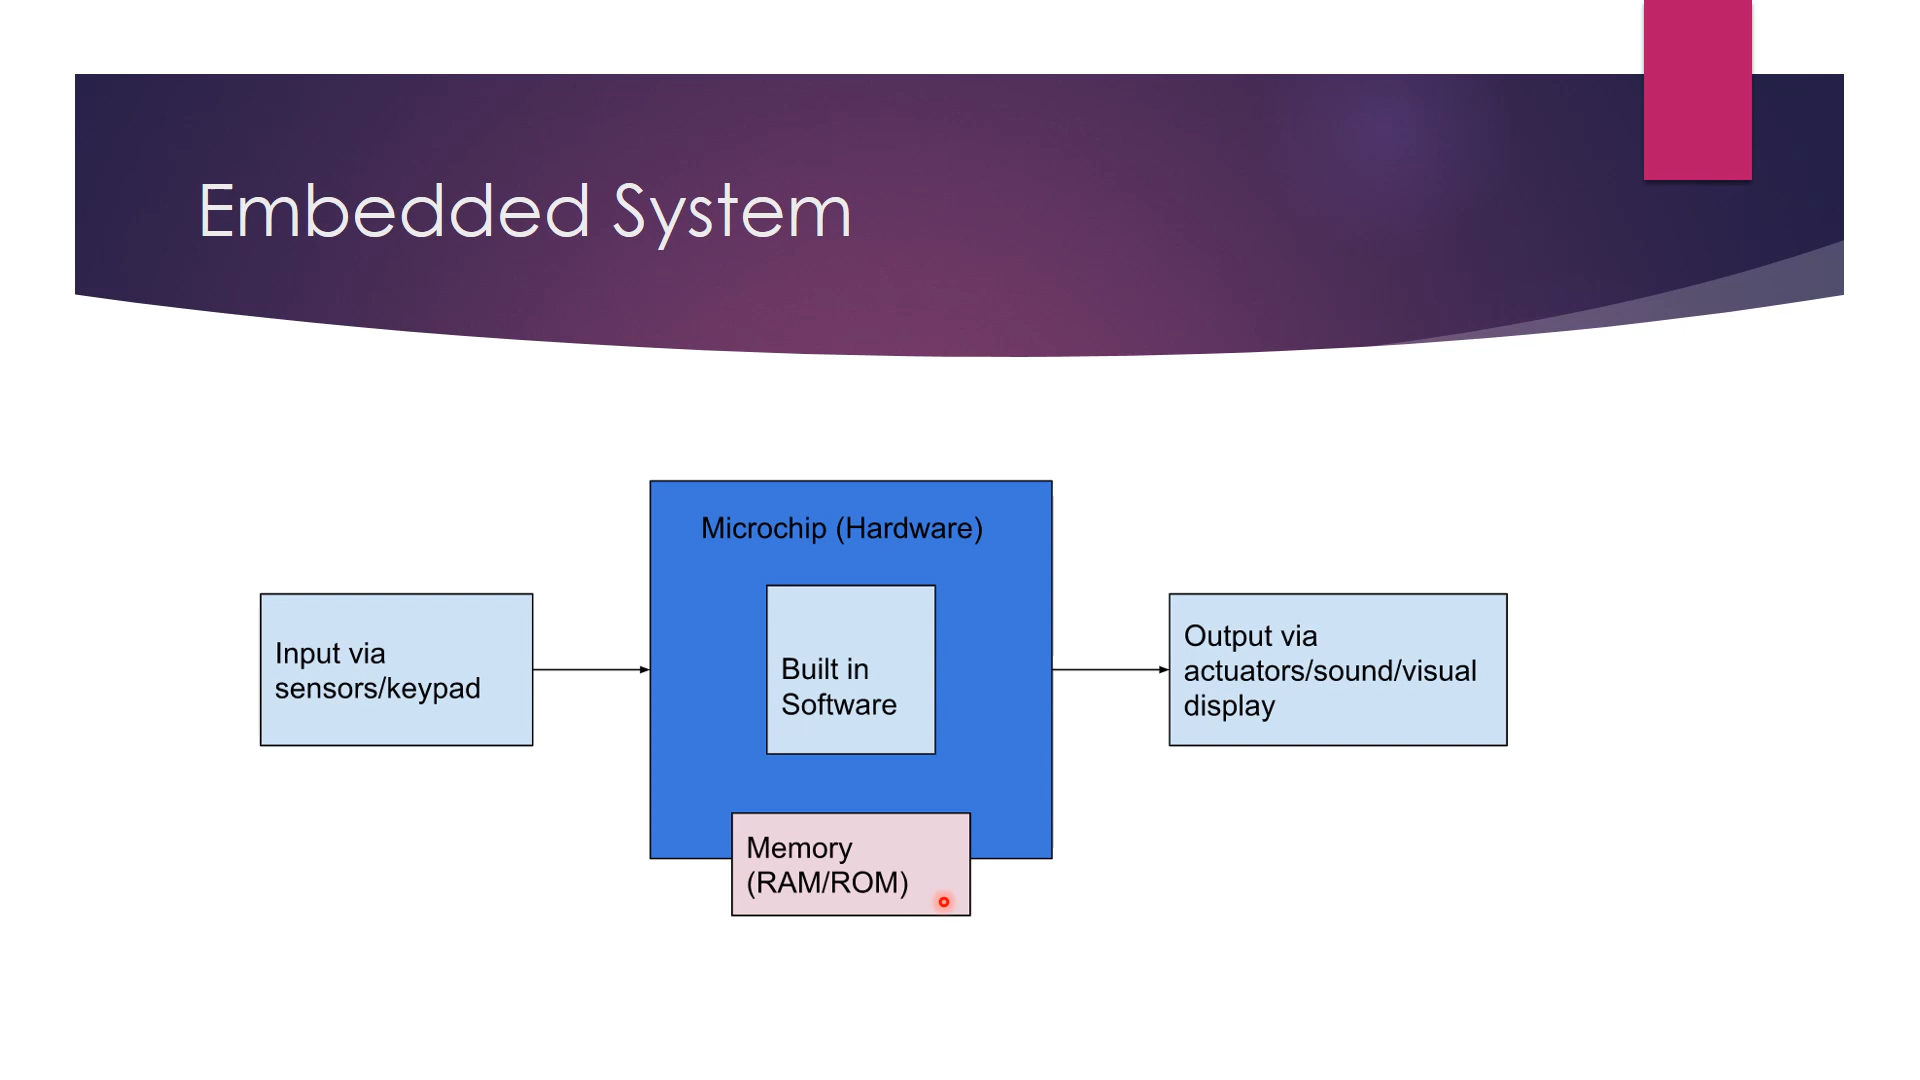 Embedded System
Microchip (Hardware)
Input via
sensors/keypad
Built in
Software
Output via
actuators/sound/visual
display
Memory
(RAM/ROM)